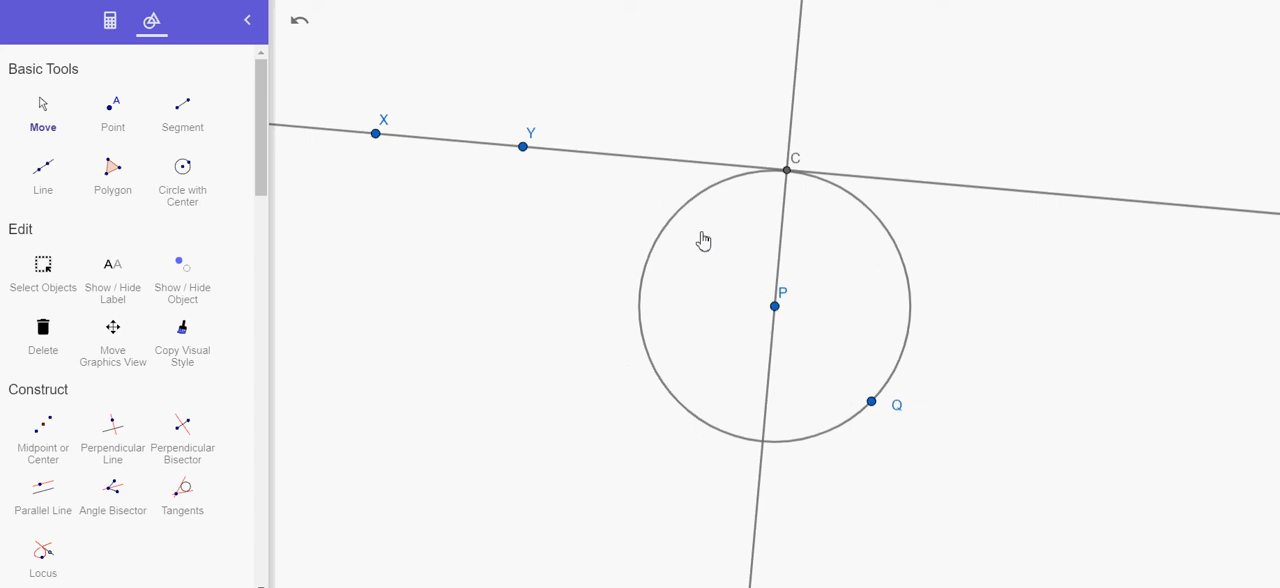 Basic Tools
Move Point Segment
Line Polygon Circle with
Center
Edit
Select Objects Show / Hide Show / Hide
Label Object
Delete Move Copy Visual
Graphics View Style
Construct
Midpoint or Perpendicular Perpendicular
Center Line Bisector
Parallel Line Angle Bisector Tangents
Locus
X
Y
C
P
Q
A
AA